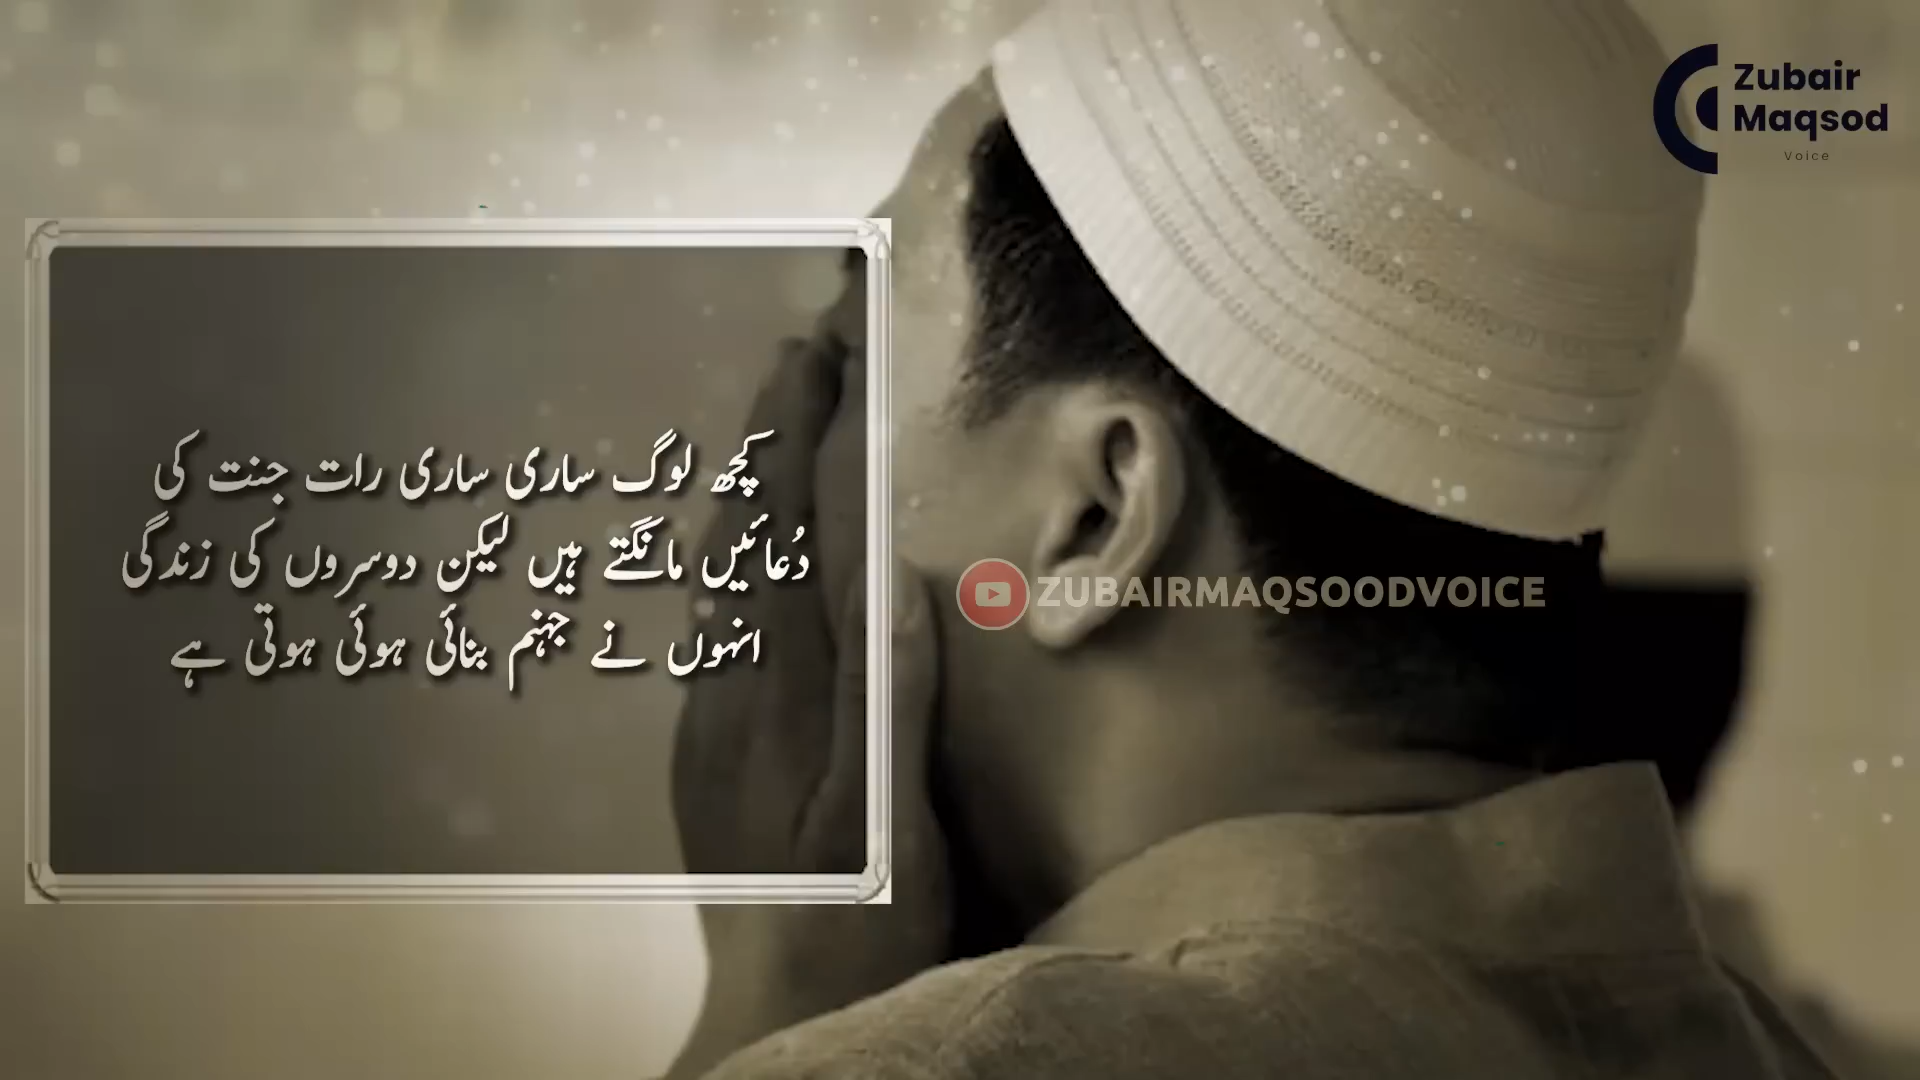 Zubair
Maqsod
Voice
کچھ لوگ ساری ساری رات جنت کی
دُعائیں مانگتے ہیں لیکن دوسروں کی زندگی
انہوں نے جہنم بنائی ہوئی ہوتی ہے
ZUBAIRMAQSOODVOICE